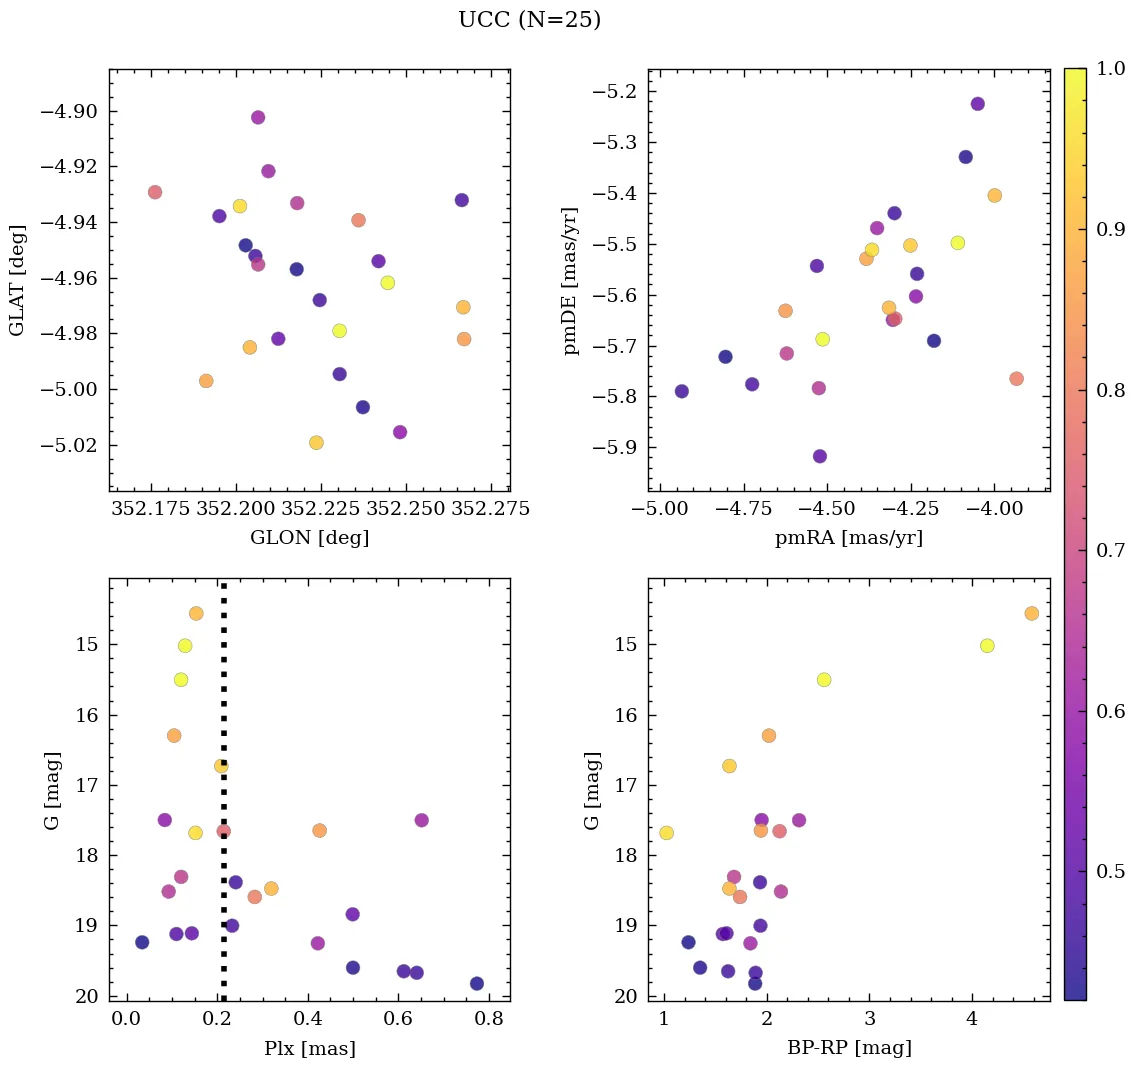 UCC (N=25)
−4.90
−4.92
−4.94
−4.96
−4.98
−5.00
−5.02
GLAT [deg]
352.175 352.200 352.225 352.250 352.275
GLON [deg]
−5.2
−5.3
−5.4
−5.5
−5.6
−5.7
−5.8
−5.9
pmDE [mas/yr]
−5.00 −4.75 −4.50 −4.25 −4.00
pmRA [mas/yr]
15
16
17
18
19
20
G [mag]
0.0 0.2 0.4 0.6 0.8
Plx [mas]
15
16
17
18
19
20
G [mag]
1 2 3 4
BP-RP [mag]
1.0
0.9
0.8
0.7
0.6
0.5